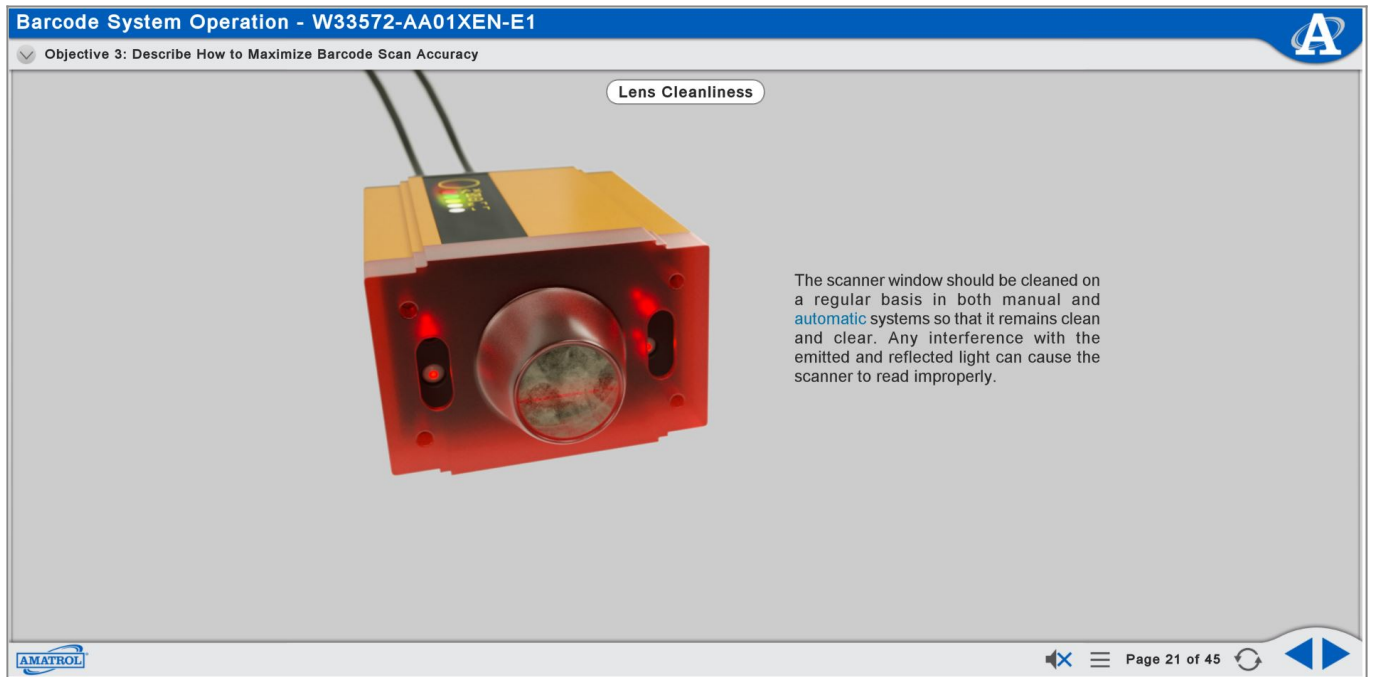 Barcode System Operation - W33572-AA01XEN-E1
Objective 3: Describe How to Maximize Barcode Scan Accuracy
Lens Cleanliness
The scanner window should be cleaned on
a regular basis in both manual and
automatic systems so that it remains clean
and clear. Any interference with the
emitted and reflected light can cause the
scanner to read improperly.
AMATROL
Page 21 of 45